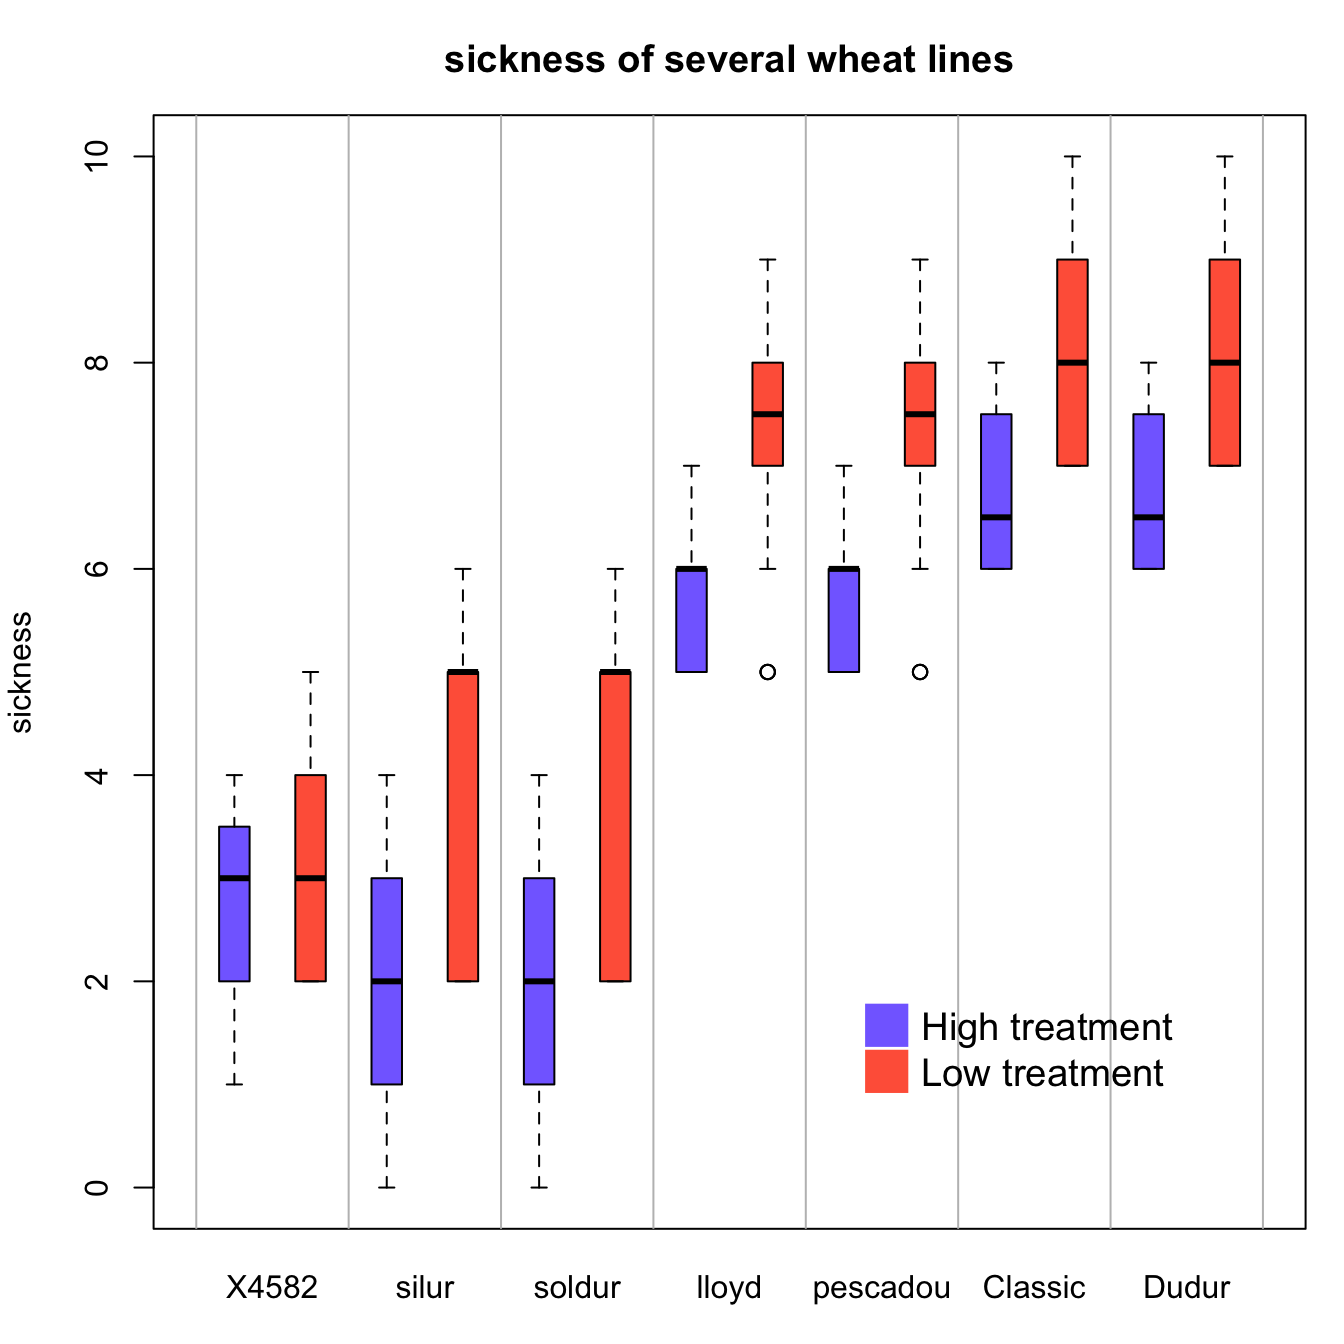 sickness of several wheat lines
sickness
10
8
6
4
2
0
High treatment
Low treatment
X4582 silur soldur lloyd pescadou Classic Dudur